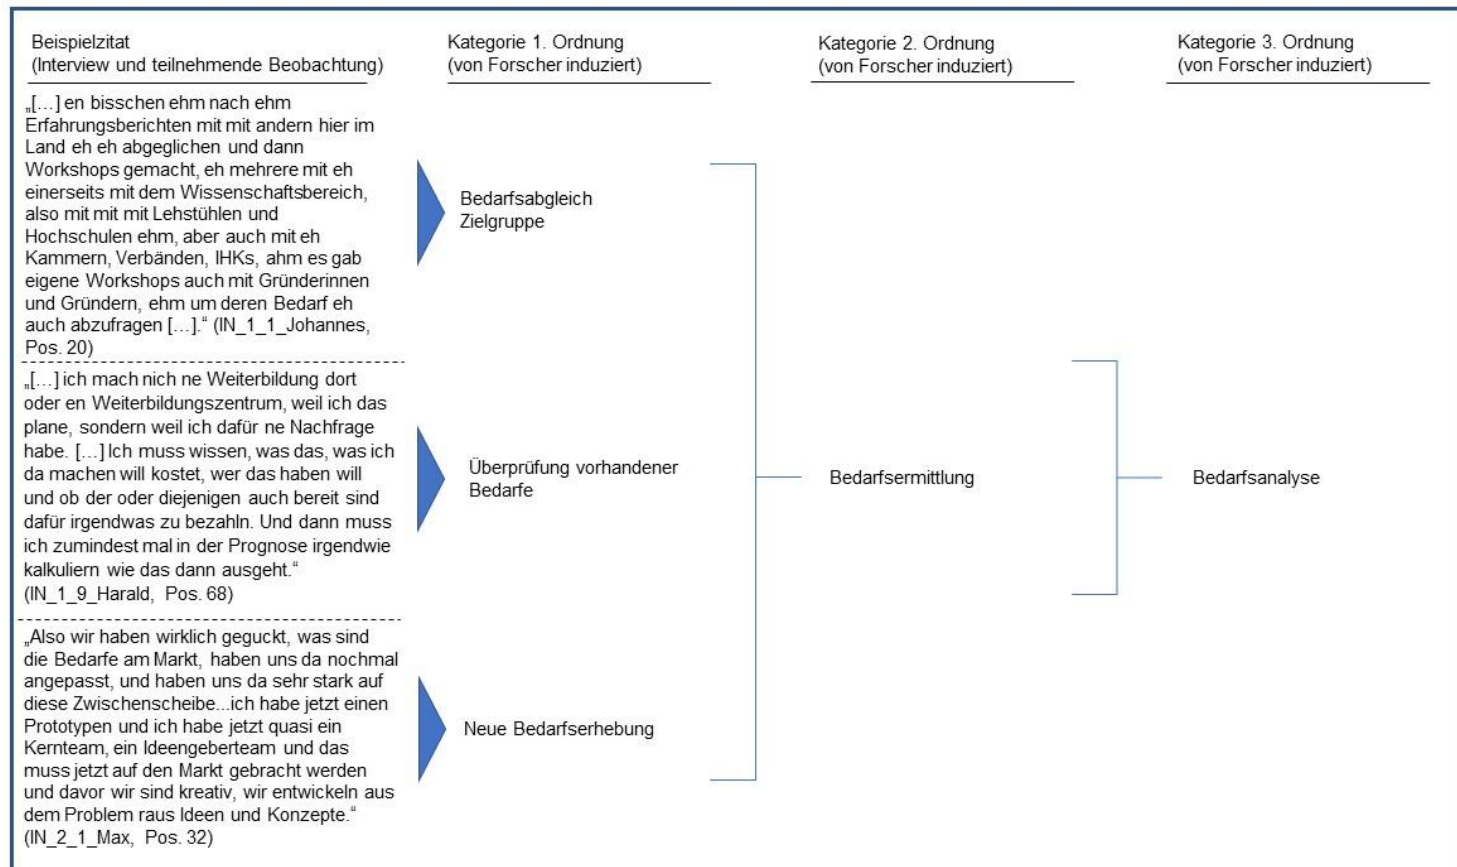 Beispielzitat
(Interview und teilnehmende Beobachtung)
Kategorie 1. Ordnung
(von Forscher induziert)
Kategorie 2. Ordnung
(von Forscher induziert)
Kategorie 3. Ordnung
(von Forscher induziert)
„[…] en bisschen ehm nach ehm
Erfahrungsberichten mit mit andern hier im
Land eh eh abgeglichen und dann
Workshops gemacht, eh mehrere mit eh
einerseits mit dem Wissenschaftsbereich,
also mit mit mit Lehstühlen und
Hochschulen ehm, aber auch mit eh
Kammern, Verbänden, IHKs, ahm es gab
eigene Workshops auch mit Gründerinnen
und Gründern, ehm um deren Bedarf eh
auch abzufragen […].“ (IN_1_1_Johannes,
Pos. 20)
Bedarfsabgleich
Zielgruppe
„[…] ich mach nich ne Weiterbildung dort
oder en Weiterbildungszentrum, weil ich das
plane, sondern weil ich dafür ne Nachfrage
habe. […] Ich muss wissen, was das, was ich
da machen will kostet, wer das haben will
und ob der oder diejenigen auch bereit sind
dafür irgendwas zu bezahln. Und dann muss
ich zumindest mal in der Prognose irgendwie
kalkuliern wie das dann ausgeht.“
(IN_1_9_Harald, Pos. 68)
Überprüfung vorhandener
Bedarfe
Bedarfsermittlung
Bedarfsanalyse
„Also wir haben wirklich geguckt, was sind
die Bedarfe am Markt, haben uns da nochmal
angepasst, und haben uns da sehr stark auf
diese Zwischenscheibe...ich habe jetzt einen
Prototypen und ich habe jetzt quasi ein
Kernteam, ein Ideengeberteam und das
muss jetzt auf den Markt gebracht werden
und davor wir sind kreativ, wir entwickeln aus
dem Problem raus Ideen und Konzepte.“
(IN_2_1_Max, Pos. 32)
Neue Bedarfserhebung